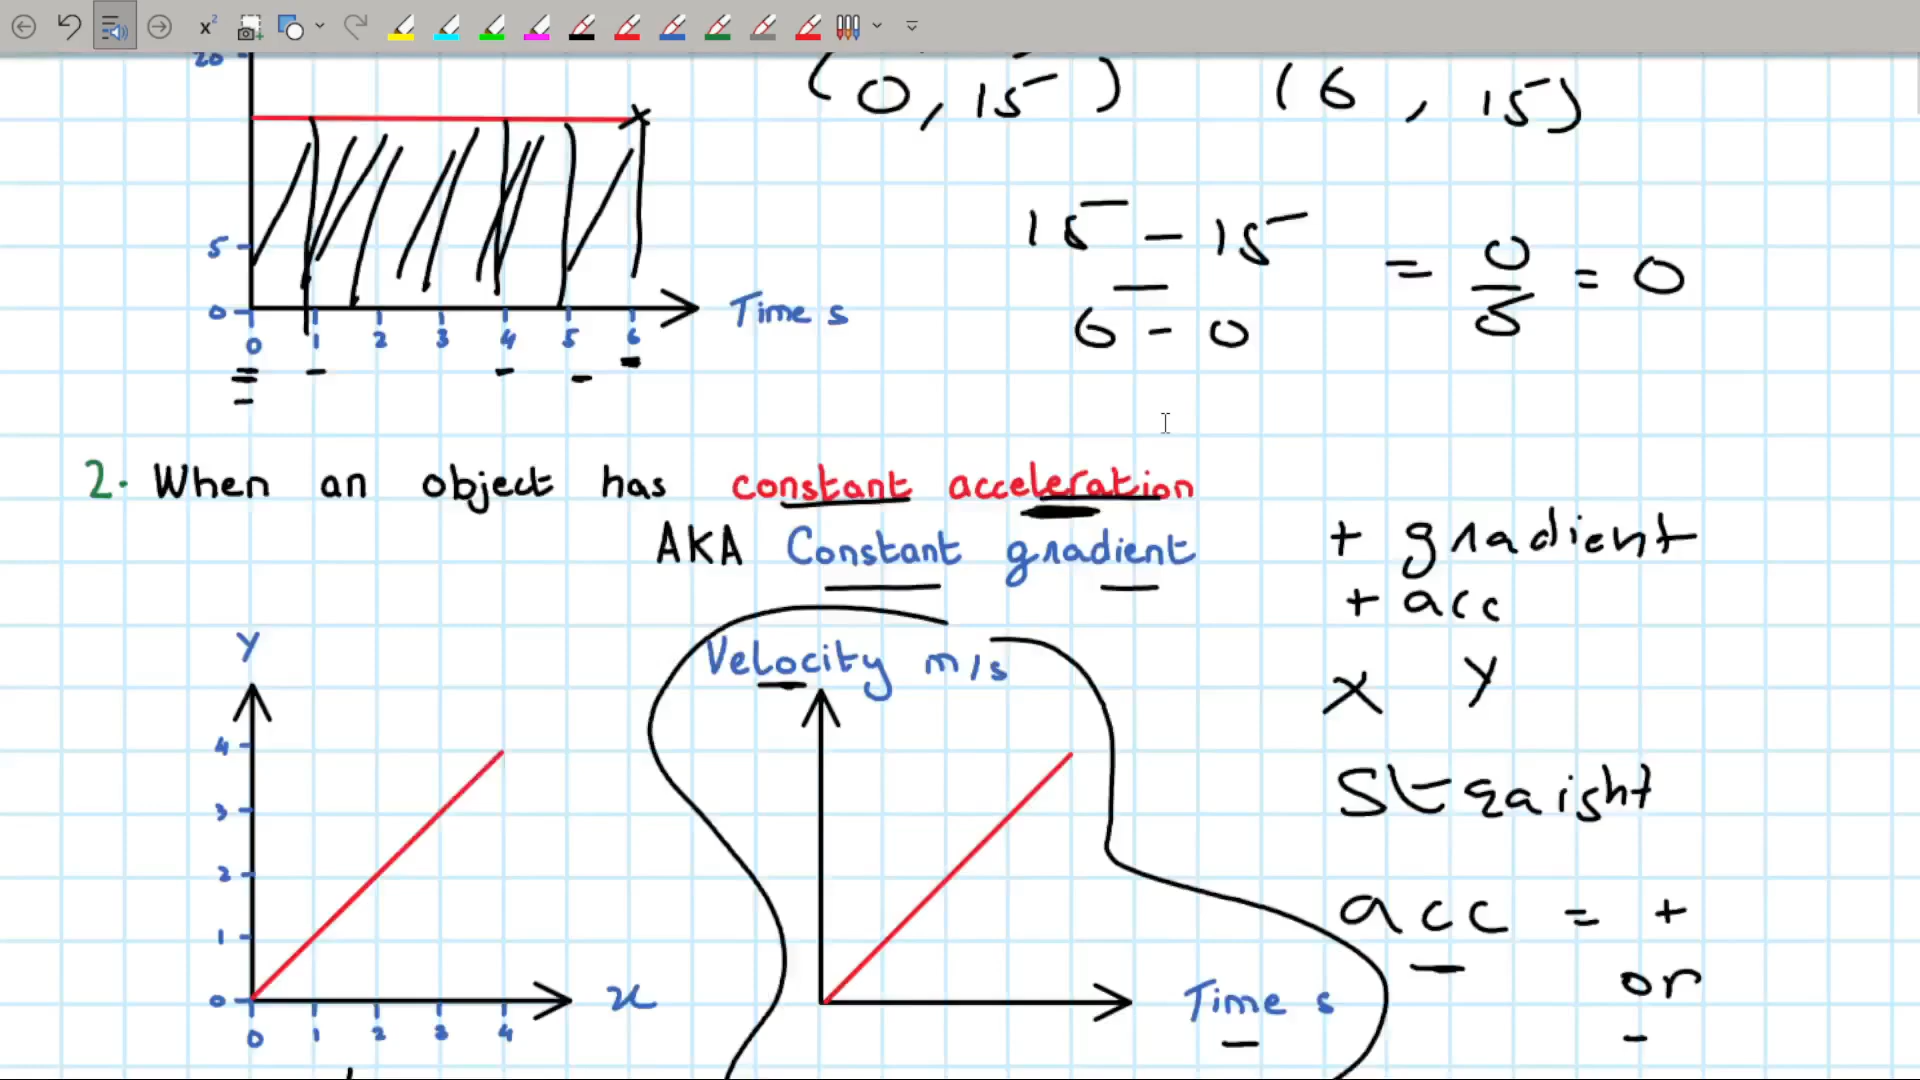 x²
20
(0, 15) (6, 15)
15 - 15 = 0 = 0
6 - 0 5
5
0
0 1 2 3 4 5 6
Time s
2. When an object has constant acceleration
AKA Constant gradient
+ gradient
+ acc
x y
Straight
acc = +
or
-
Y
4
3
2
1
0
0 1 2 3 4
x
Velocity m/s
Time s